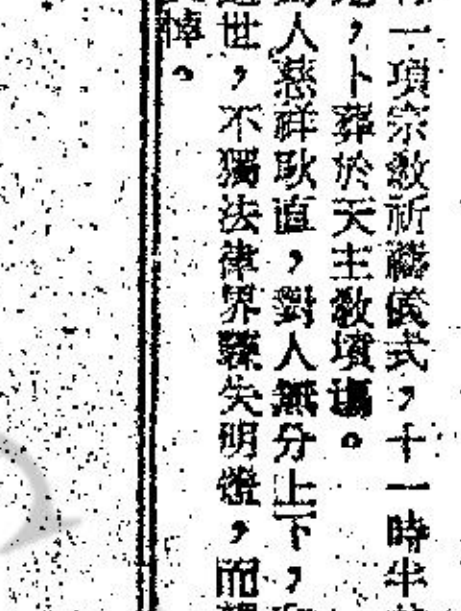 一項宗教祈禱儀式，十一時半
，卜葬於天主教墳場。
人慈祥耿直，對人無分上下，
世，不獨法律界驟失明燈，而
悼。